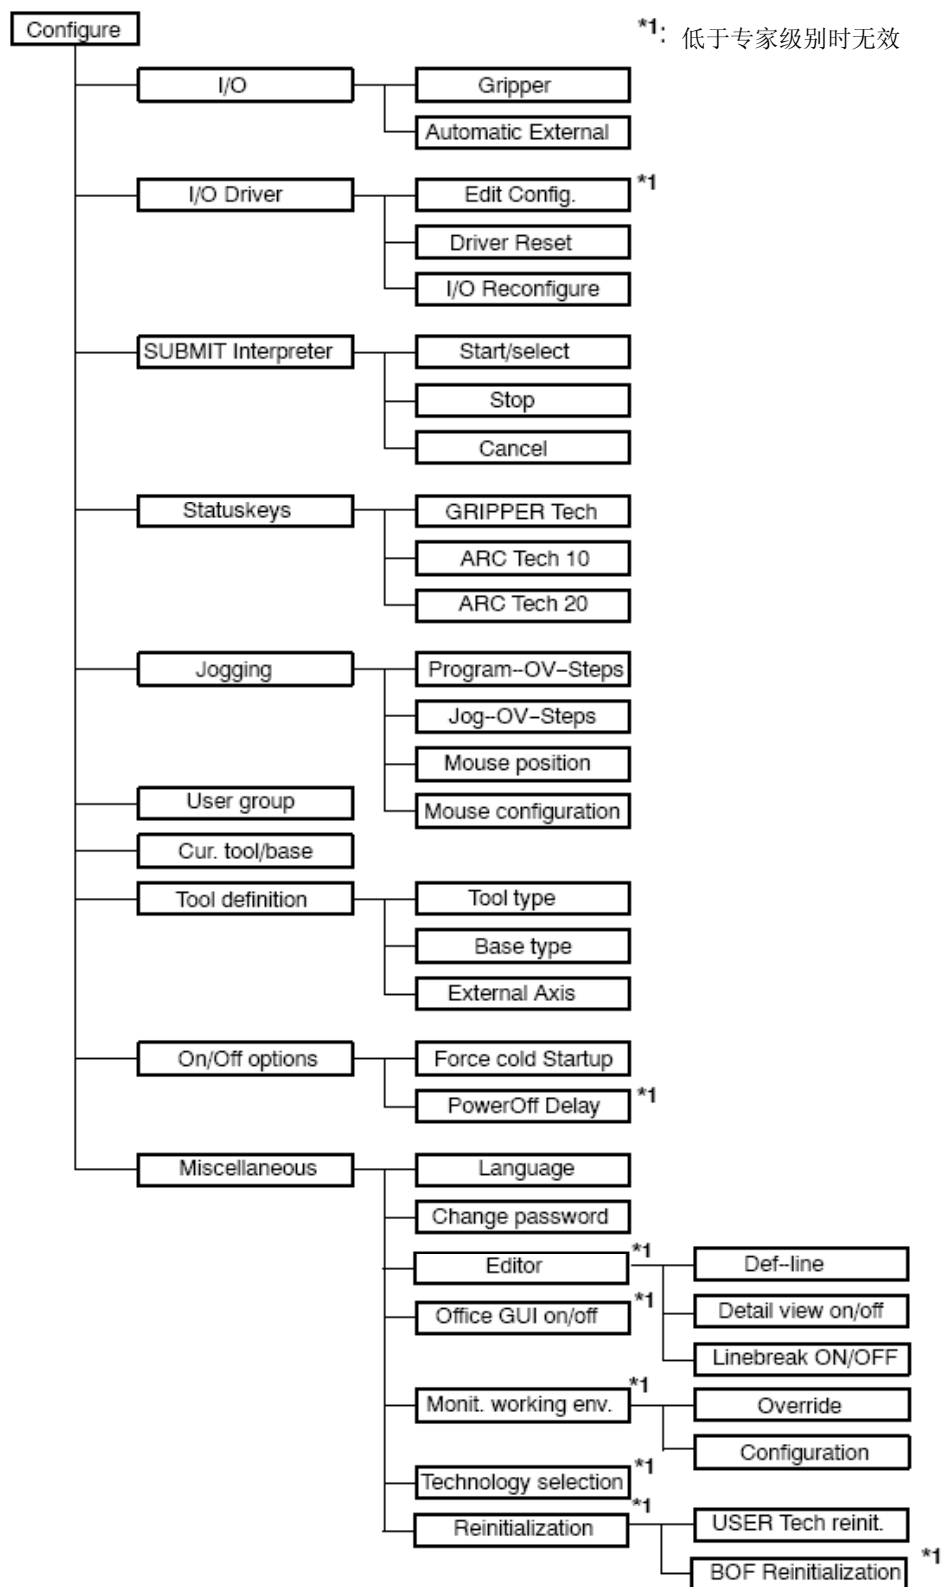 Configure
*1: 低于专家级别时无效
I/O
Gripper
Automatic External
I/O Driver
Edit Config. *1
Driver Reset
I/O Reconfigure
SUBMIT Interpreter
Start/select
Stop
Cancel
Statuskeys
GRIPPER Tech
ARC Tech 10
ARC Tech 20
Jogging
Program--OV–Steps
Jog--OV–Steps
Mouse position
Mouse configuration
User group
Cur. tool/base
Tool definition
Tool type
Base type
External Axis
On/Off options
Force cold Startup
PowerOff Delay *1
Miscellaneous
Language
Change password
Editor *1
Def--line
Detail view on/off
Linebreak ON/OFF
Office GUI on/off *1
Monit. working env. *1
Override
Configuration
Technology selection *1
Reinitialization *1
USER Tech reinit.
BOF Reinitialization *1